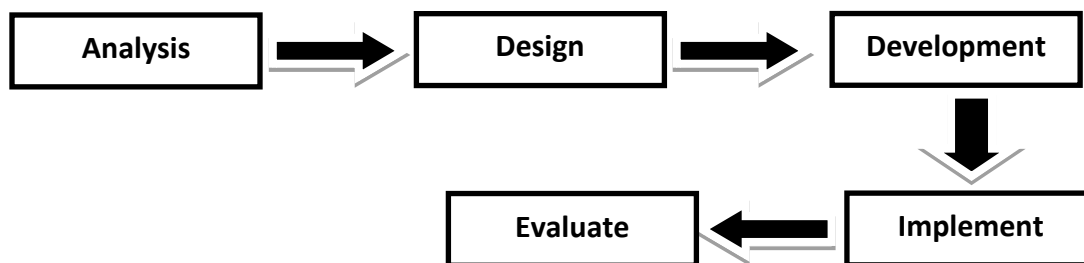 Analysis
Design
Development
Implement
Evaluate